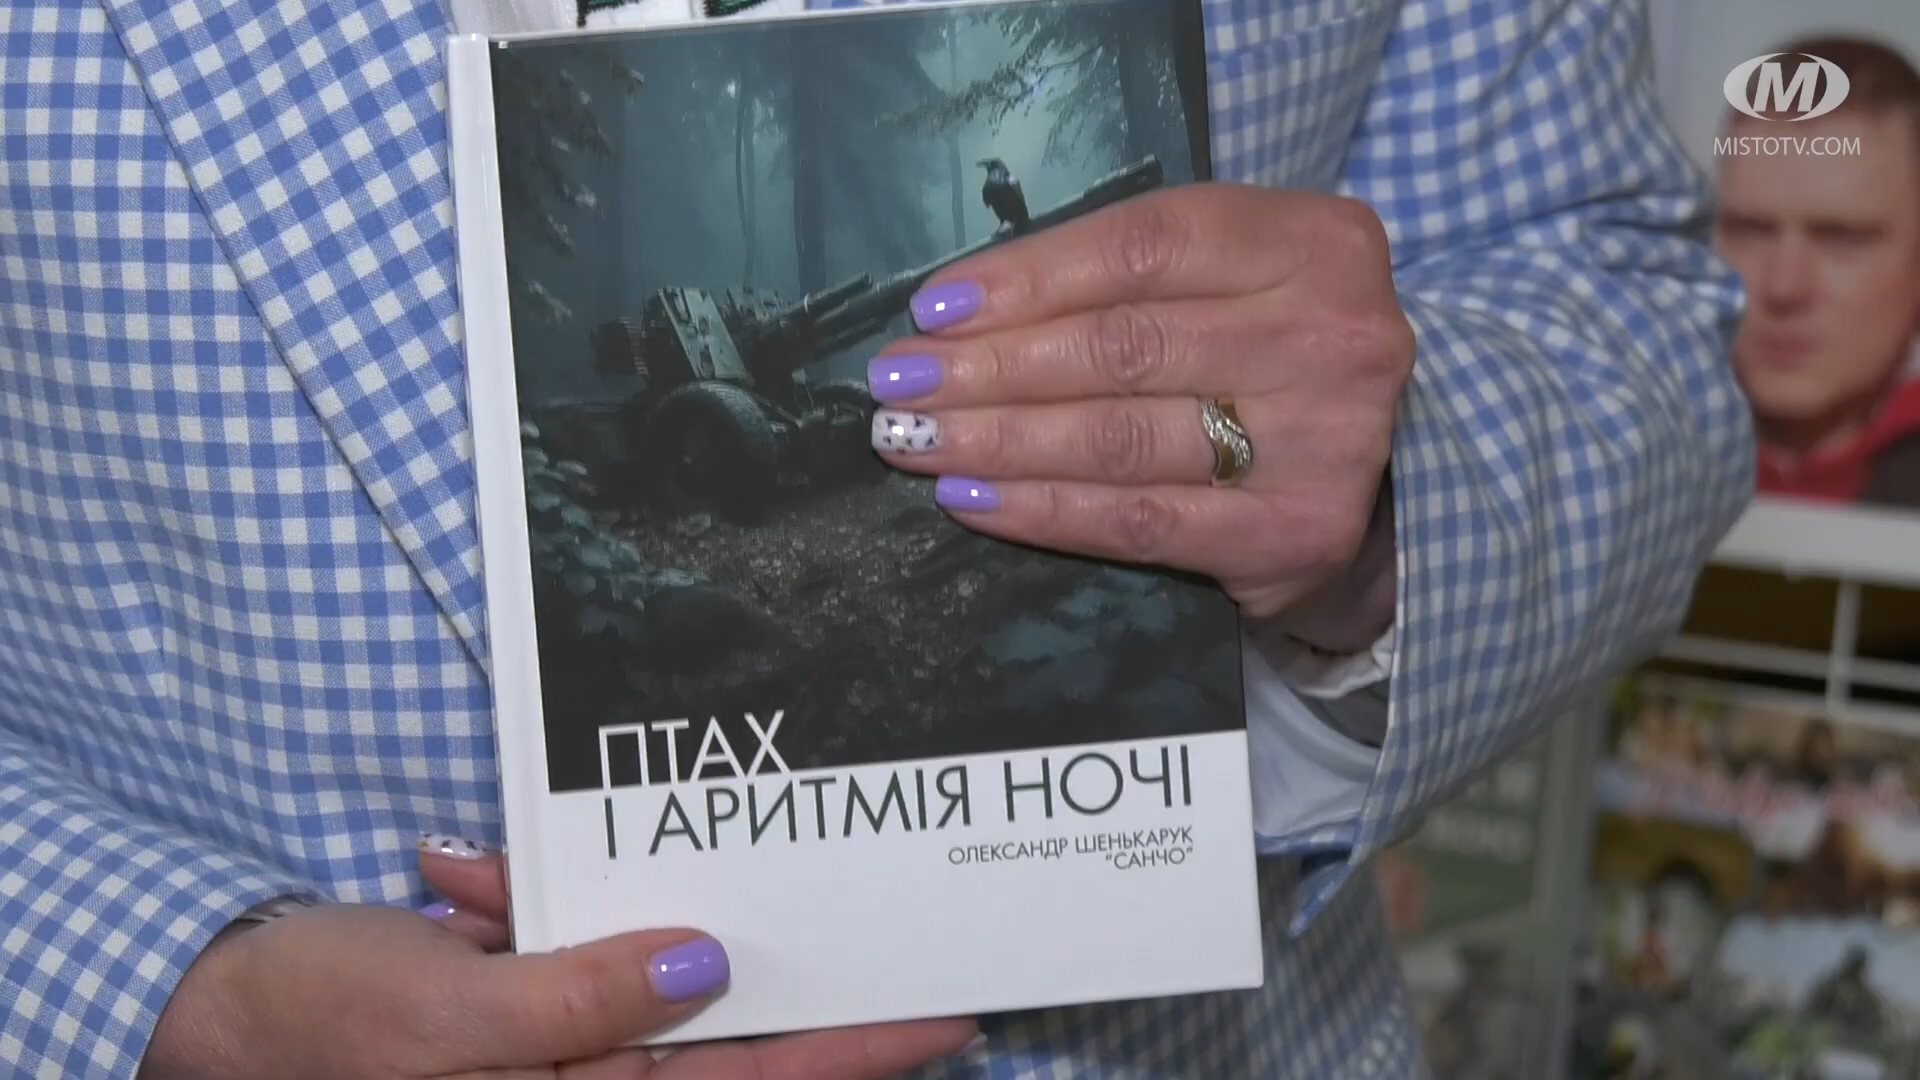 M
MISTOTV.COM
ПТАХ
І АРИТМІЯ НОЧІ
ОЛЕКСАНДР ШЕНЬКАРУК
"САНЧО"